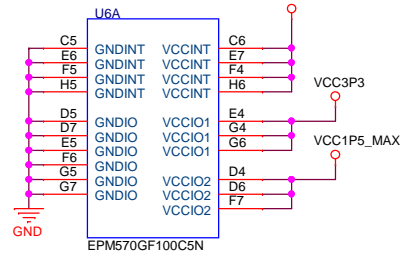 U6A
C5 GNDINT VCCINT C6
E6 GNDINT VCCINT E7
F5 GNDINT VCCINT F4
H5 GNDINT VCCINT H6
VCC3P3
D5 GNDIO VCCIO1 E4
D7 GNDIO VCCIO1 G4
E5 GNDIO VCCIO1 G6
VCC1P5_MAX
F6 GNDIO
G5 GNDIO VCCIO2 D4
G7 GNDIO VCCIO2 D6
VCCIO2 F7
GND
EPM570GF100C5N